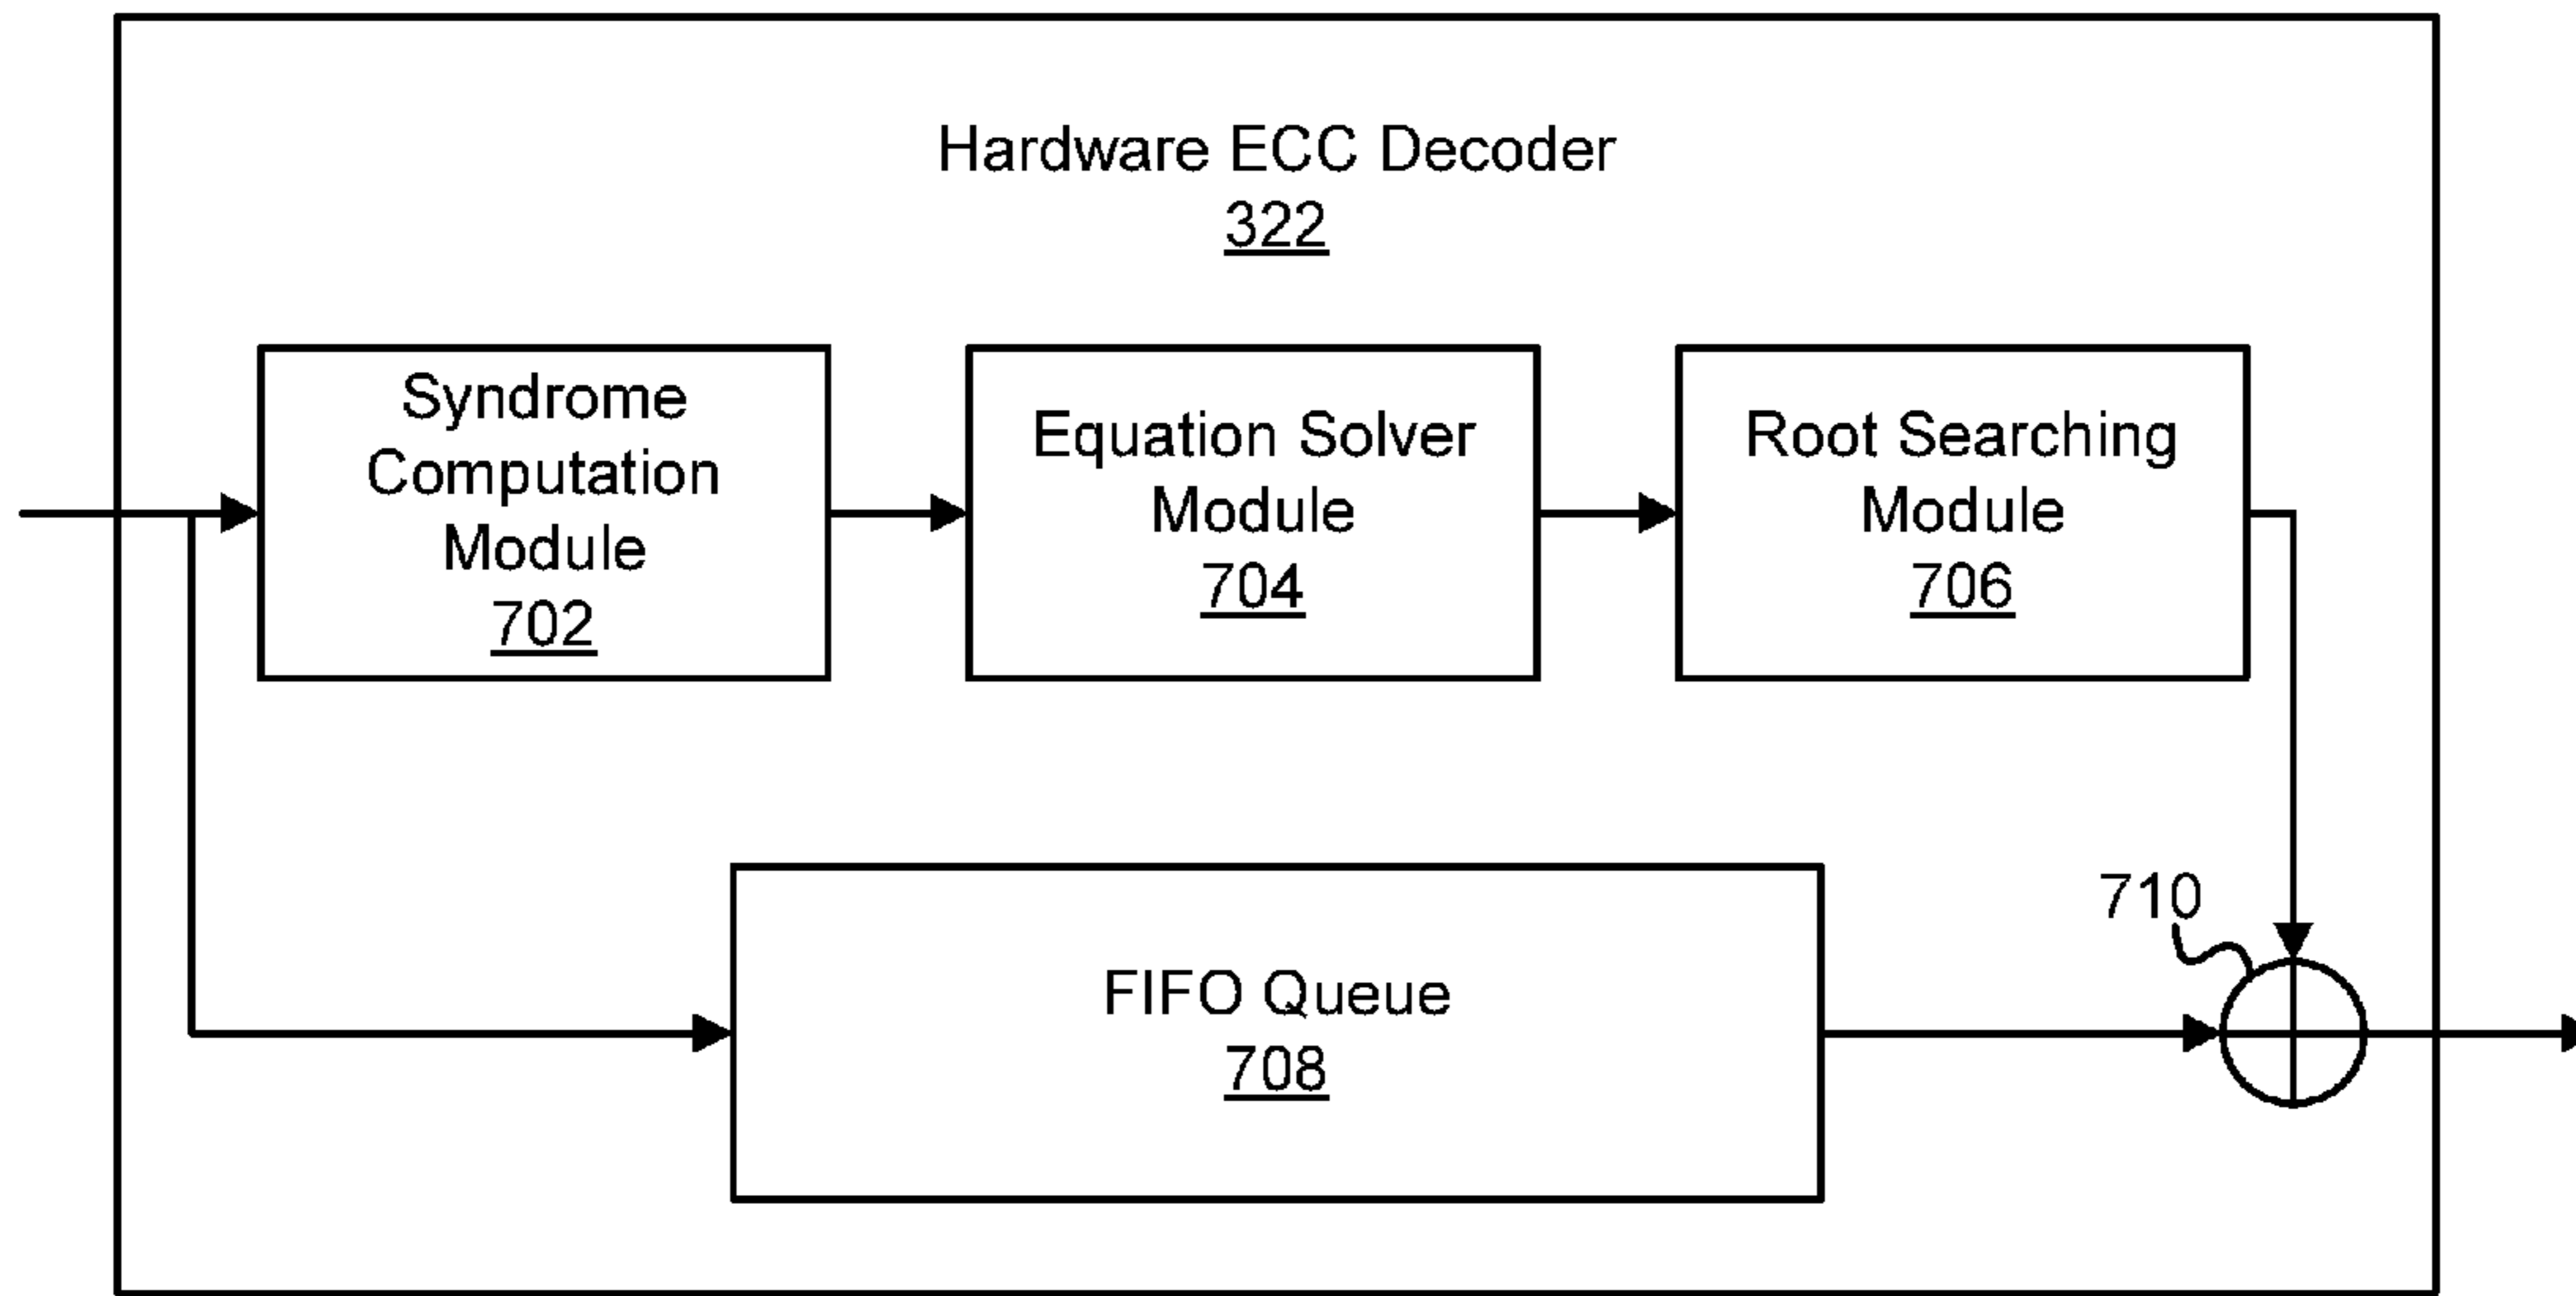 Hardware ECC Decoder
322
Syndrome
Computation
Module
702
Equation Solver
Module
704
Root Searching
Module
706
710
FIFO Queue
708